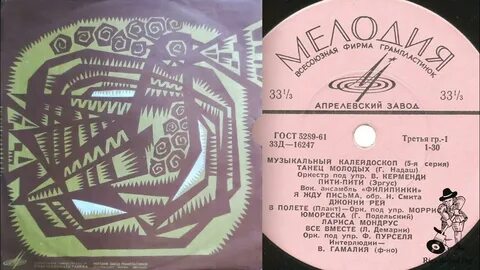 МЕЛОДИЯ
ВСЕСОЮЗНАЯ ФИРМА ГРАМПЛАСТИНОК
33⅓
33⅓
АПРЕЛЕВСКИЙ ЗАВОД
ГОСТ 5289-61
33Д—16247
Третья гр.-I
1-30
МУЗЫКАЛЬНЫЙ КАЛЕЙДОСКОП (5-я серия)
ТАНЕЦ МОЛОДЫХ (Г. Надаш)
Оркестр под упр. В. КЕРМЕНДИ
ПИТИ-ПИТИ (Эргус)
Вок. ансамбль «ФИЛИПИНКИ»
Я ЖДУ ПИСЬМА, обр. Н. Смита
ДЖОННИ РЕЙ
В ПОЛЕТЕ (Плант)—Орк. под упр. МОРРИ
ЮМОРЕСКА (Г. Подельский)
ЛАРИСА МОНДРУС
ВСЕ ВМЕСТЕ (Л. Демарни)
Орк. под упр. Ф. ПУРСЕЛЯ
Интерлюдии—
В. ГАМАЛИЯ (ф-но)